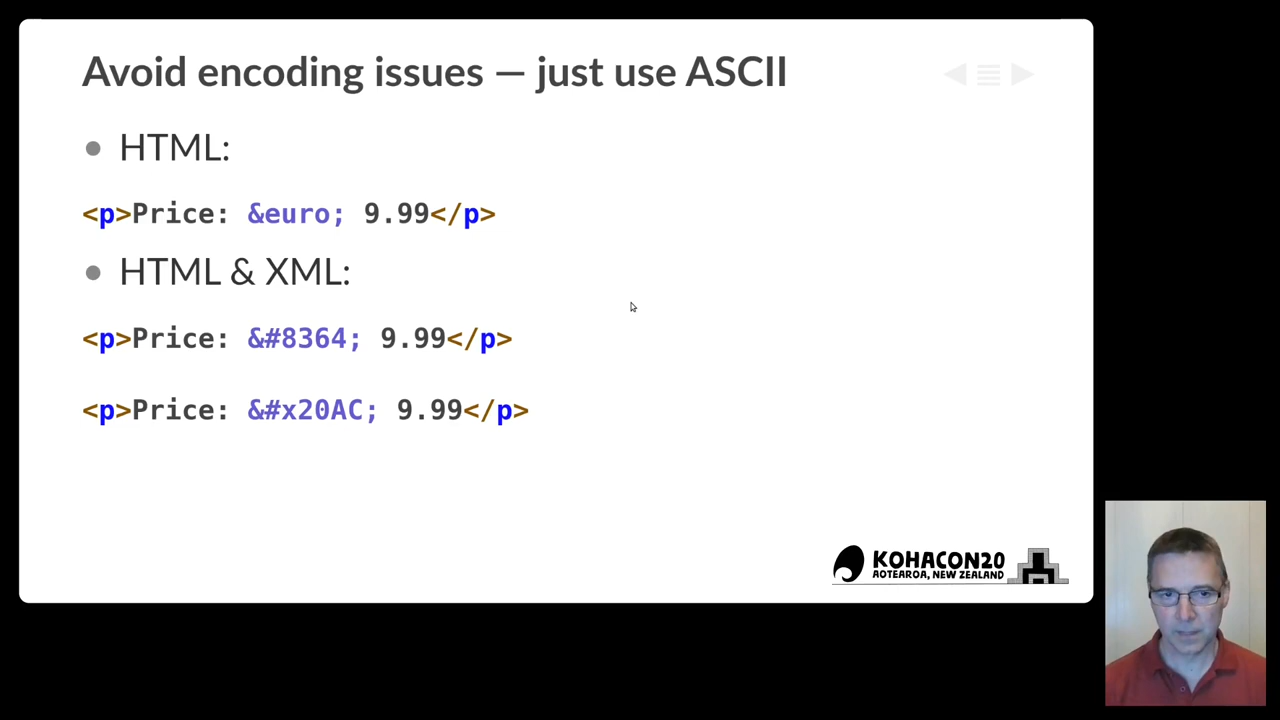 Avoid encoding issues — just use ASCII
HTML:
<p>Price: &euro; 9.99</p>
HTML & XML:
<p>Price: &#8364; 9.99</p>
<p>Price: &#x20AC; 9.99</p>
KOHACON20
AOTEAROA, NEW ZEALAND